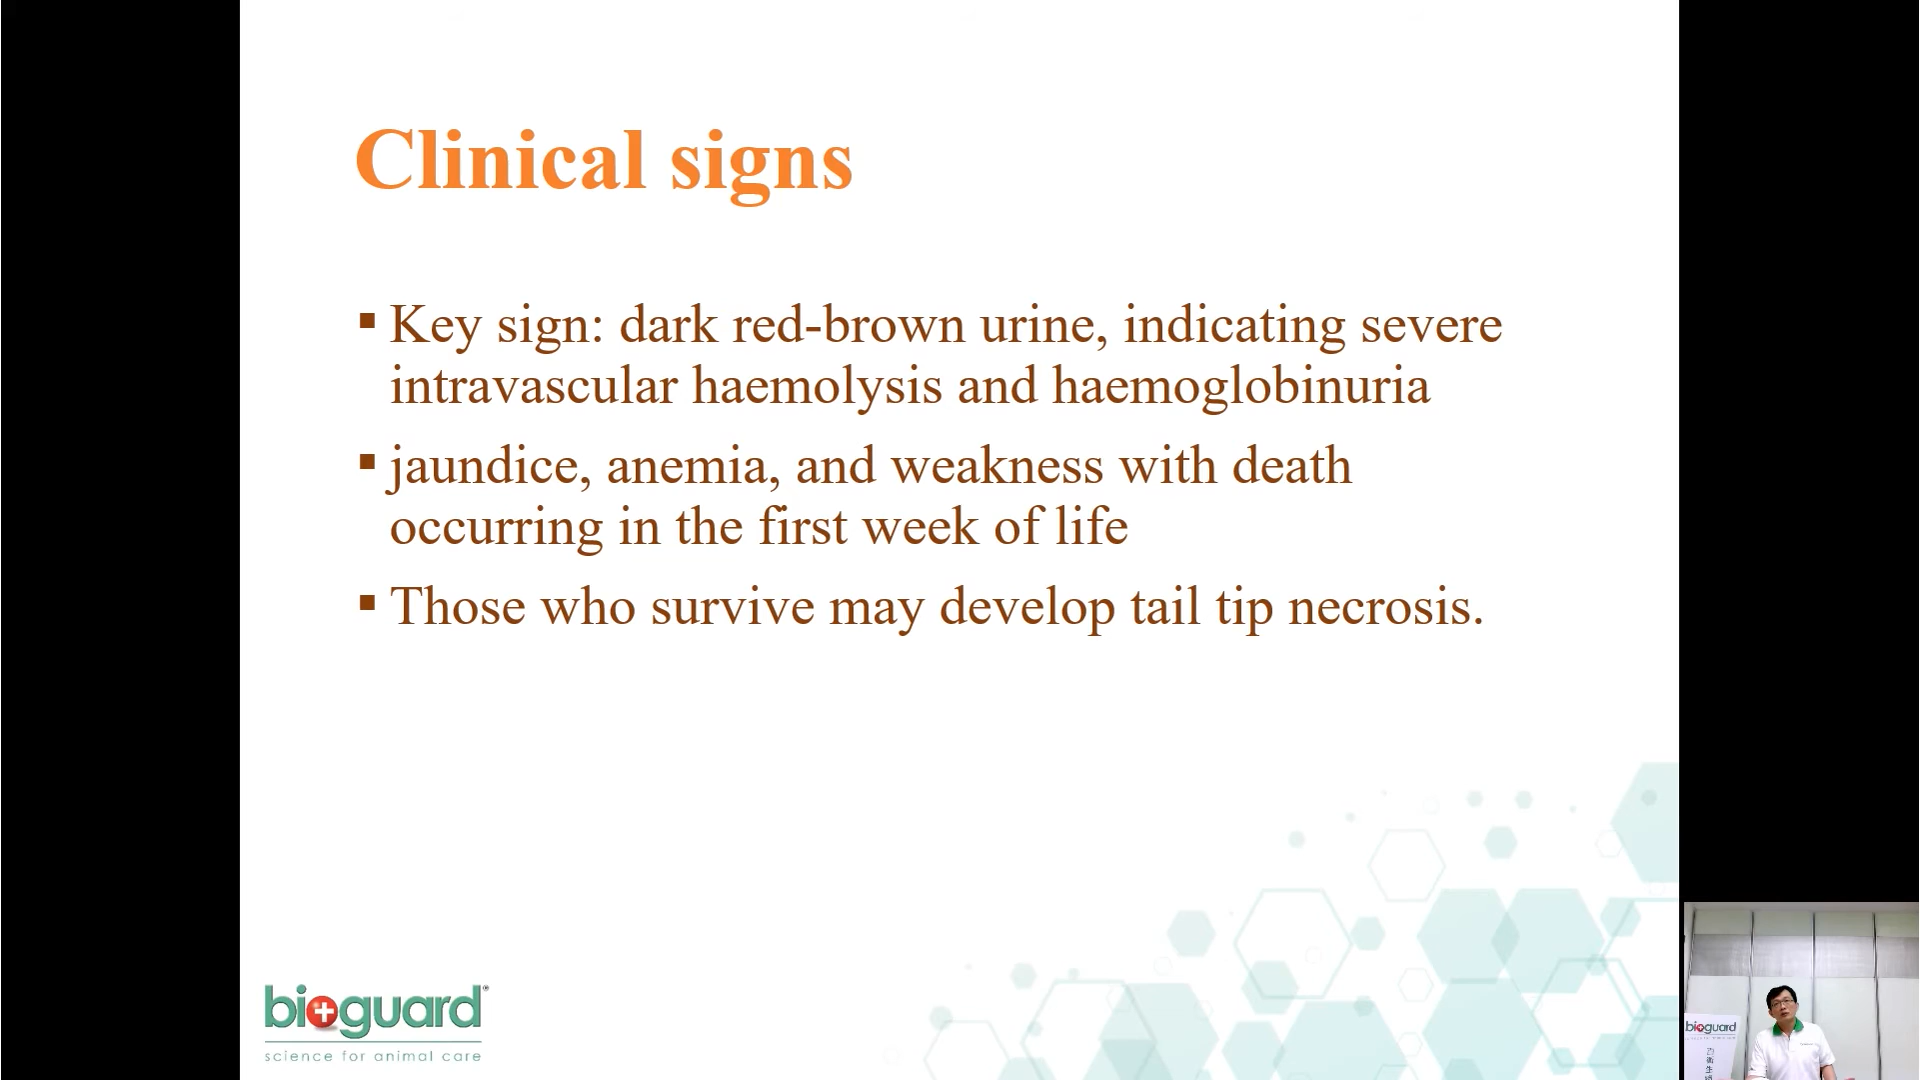 Clinical signs
▪ Key sign: dark red-brown urine, indicating severe
intravascular haemolysis and haemoglobinuria
▪ jaundice, anemia, and weakness with death
occurring in the first week of life
▪ Those who survive may develop tail tip necrosis.
bioguard
science for animal care
bioguard